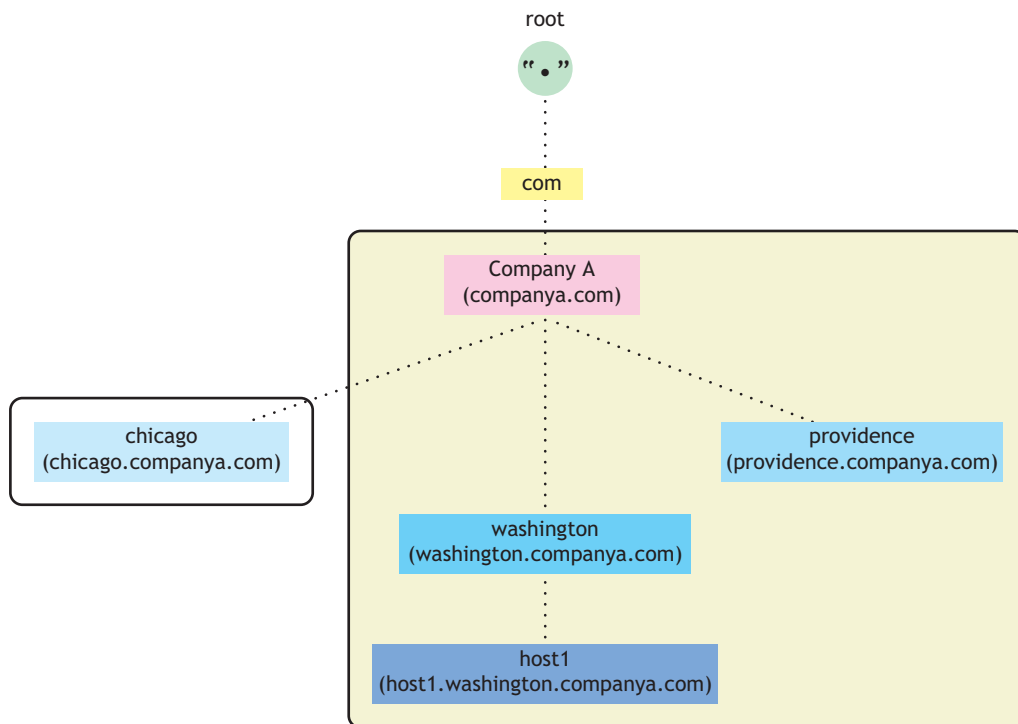 root
“.”
com
Company A
(companya.com)
chicago
(chicago.companya.com)
providence
(providence.companya.com)
washington
(washington.companya.com)
host1
(host1.washington.companya.com)